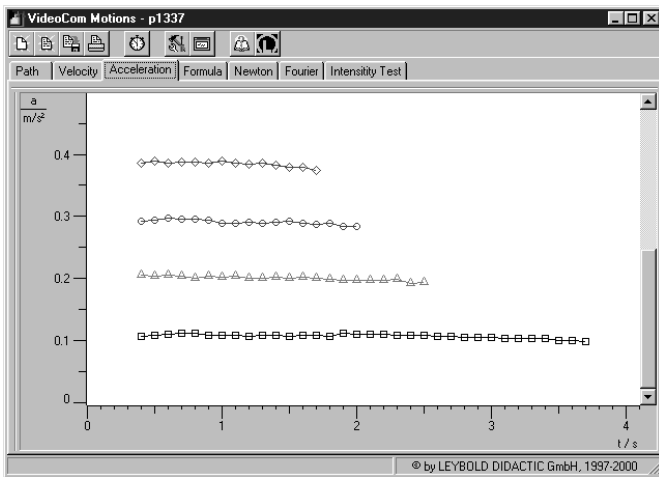 VideoCom Motions - p1337
Path Velocity Acceleration Formula Newton Fourier Intensitity Test
a
m/s²
0.4
0.3
0.2
0.1
0
0 1 2 3 4
t / s
© by LEYBOLD DIDACTIC GmbH, 1997-2000